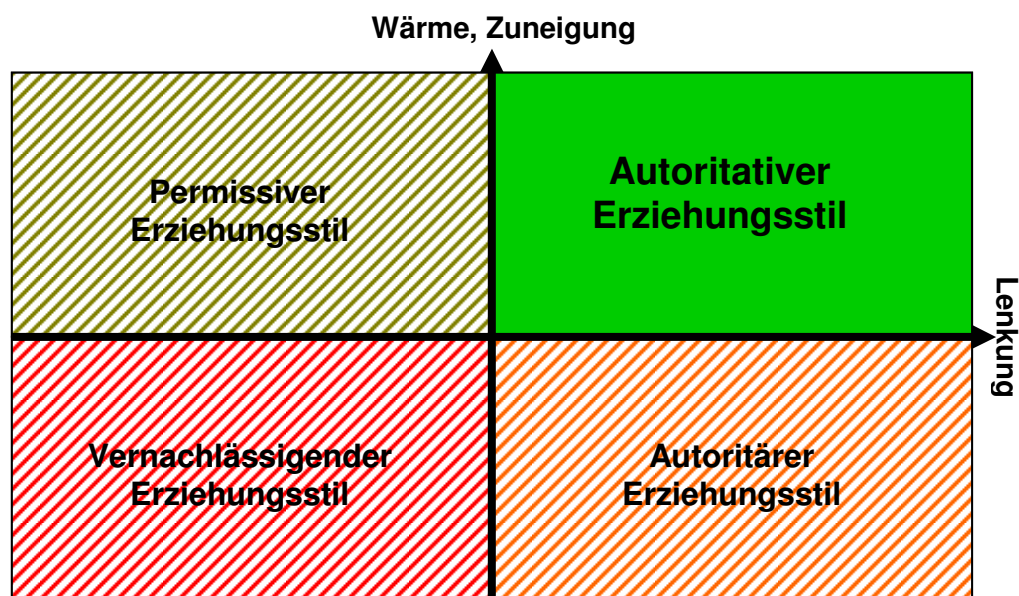 Wärme, Zuneigung
Permissiver
Erziehungsstil
Autoritativer
Erziehungsstil
Lenkung
Vernachlässigender
Erziehungsstil
Autoritärer
Erziehungsstil